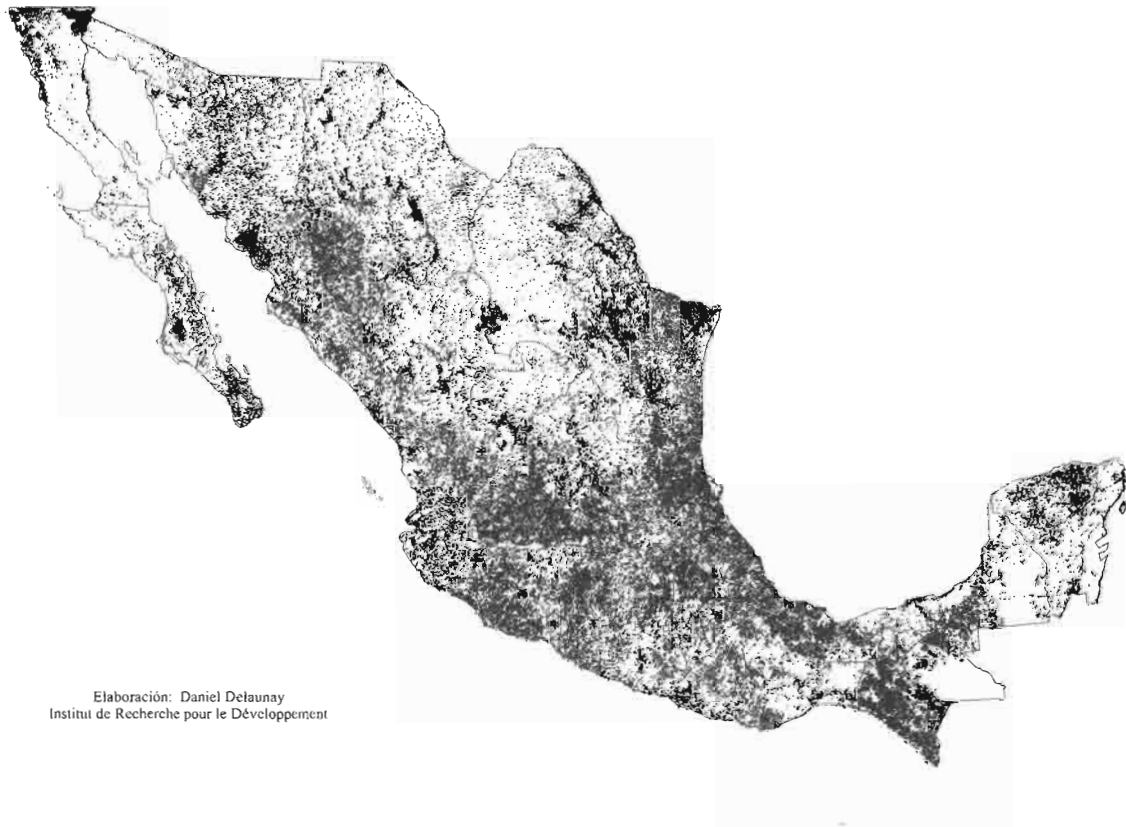 Elaboración: Daniel Delaunay
Institut de Recherche pour le Développement